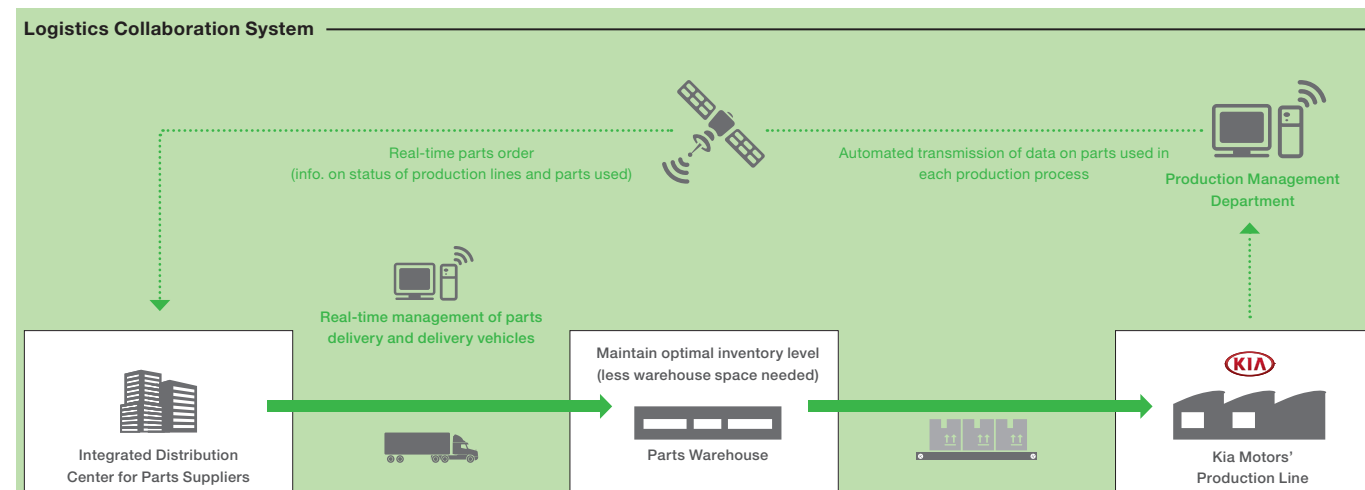 Logistics Collaboration System
Real-time parts order
(info. on status of production lines and parts used)
Automated transmission of data on parts used in
each production process
Production Management
Department
Real-time management of parts
delivery and delivery vehicles
Maintain optimal inventory level
(less warehouse space needed)
KIA
Integrated Distribution
Center for Parts Suppliers
Parts Warehouse
Kia Motors’
Production Line